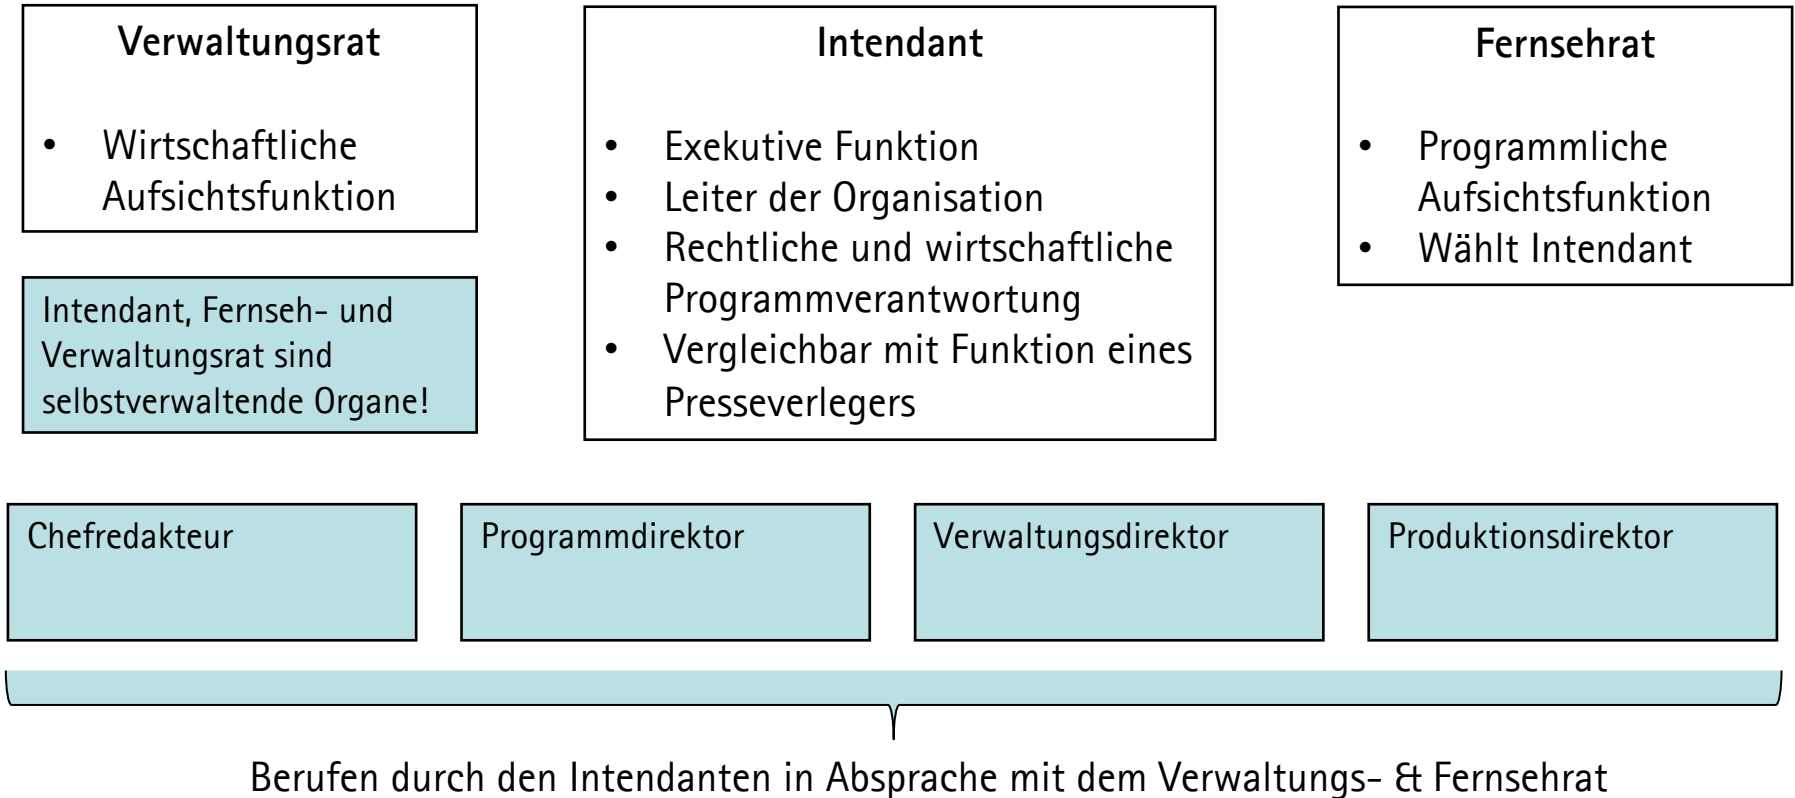 Verwaltungsrat
• Wirtschaftliche
Aufsichtsfunktion
Intendant, Fernseh- und
Verwaltungsrat sind
selbstverwaltende Organe!
Intendant
• Exekutive Funktion
• Leiter der Organisation
• Rechtliche und wirtschaftliche
Programmverantwortung
• Vergleichbar mit Funktion eines
Presseverlegers
Fernsehrat
• Programmliche
Aufsichtsfunktion
• Wählt Intendant
Chefredakteur
Programmdirektor
Verwaltungsdirektor
Produktionsdirektor
Berufen durch den Intendanten in Absprache mit dem Verwaltungs- & Fernsehrat